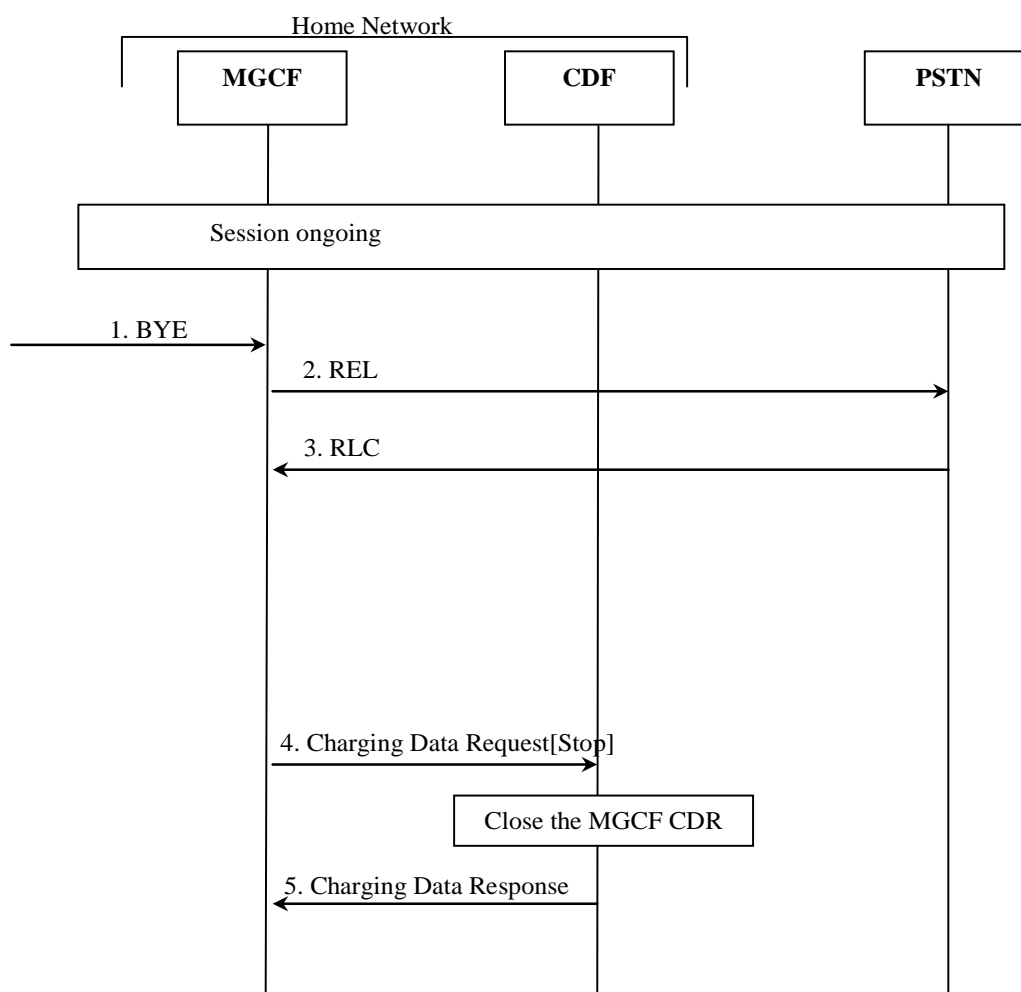 Home Network
MGCF
CDF
PSTN
Session ongoing
1. BYE
2. REL
3. RLC
4. Charging Data Request[Stop]
Close the MGCF CDR
5. Charging Data Response